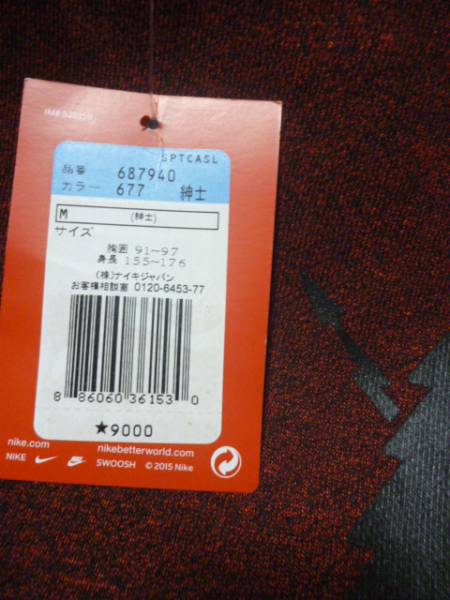 SPTCASL
品番 687940
カラー 677 紳士
M (紳士)
サイズ
胸囲 91~97
身長 155~176
(株)ナイキジャパン
お客様相談室 0120-6453-77
8 86060 36153 0
★9000
nike.com nikebetterworld.com
NIKE SWOOSH © 2015 Nike